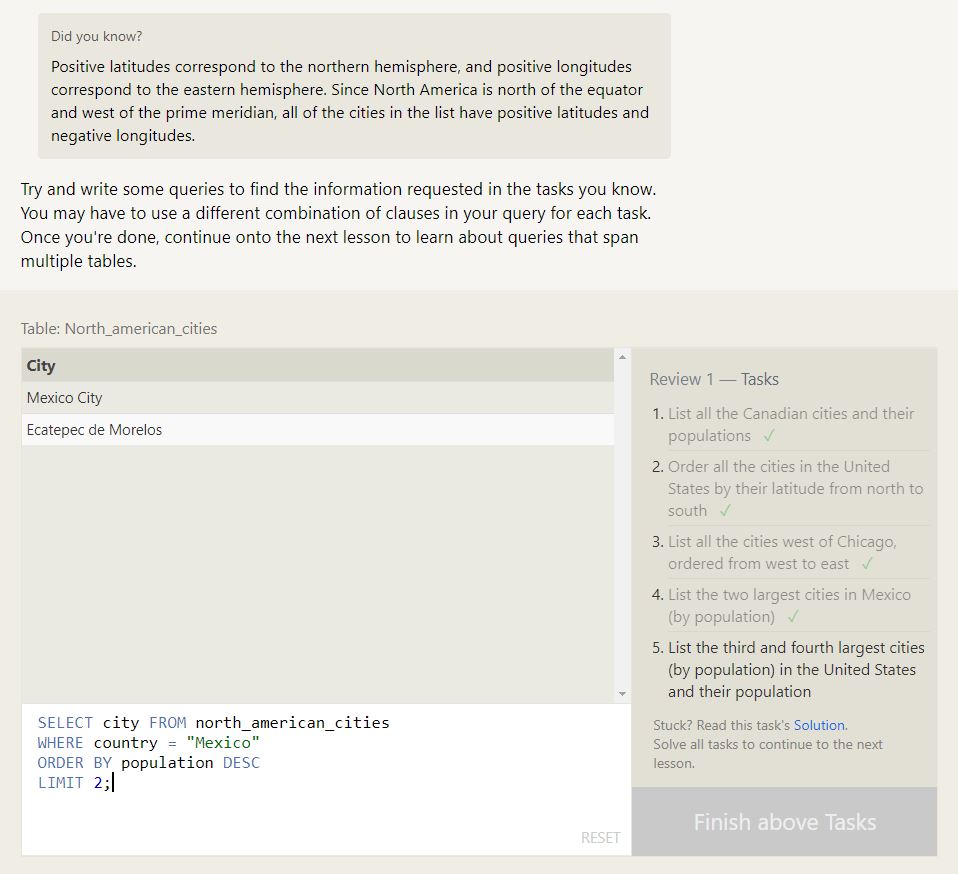 Did you know?
Positive latitudes correspond to the northern hemisphere, and positive longitudes
correspond to the eastern hemisphere. Since North America is north of the equator
and west of the prime meridian, all of the cities in the list have positive latitudes and
negative longitudes.
Try and write some queries to find the information requested in the tasks you know.
You may have to use a different combination of clauses in your query for each task.
Once you're done, continue onto the next lesson to learn about queries that span
multiple tables.
Table: North_american_cities
City
Mexico City
Ecatepec de Morelos
SELECT city FROM north_american_cities
WHERE country = "Mexico"
ORDER BY population DESC
LIMIT 2;
RESET
Review 1 — Tasks
1. List all the Canadian cities and their
populations ✓
2. Order all the cities in the United
States by their latitude from north to
south ✓
3. List all the cities west of Chicago,
ordered from west to east ✓
4. List the two largest cities in Mexico
(by population) ✓
5. List the third and fourth largest cities
(by population) in the United States
and their population
Stuck? Read this task's Solution.
Solve all tasks to continue to the next
lesson.
Finish above Tasks